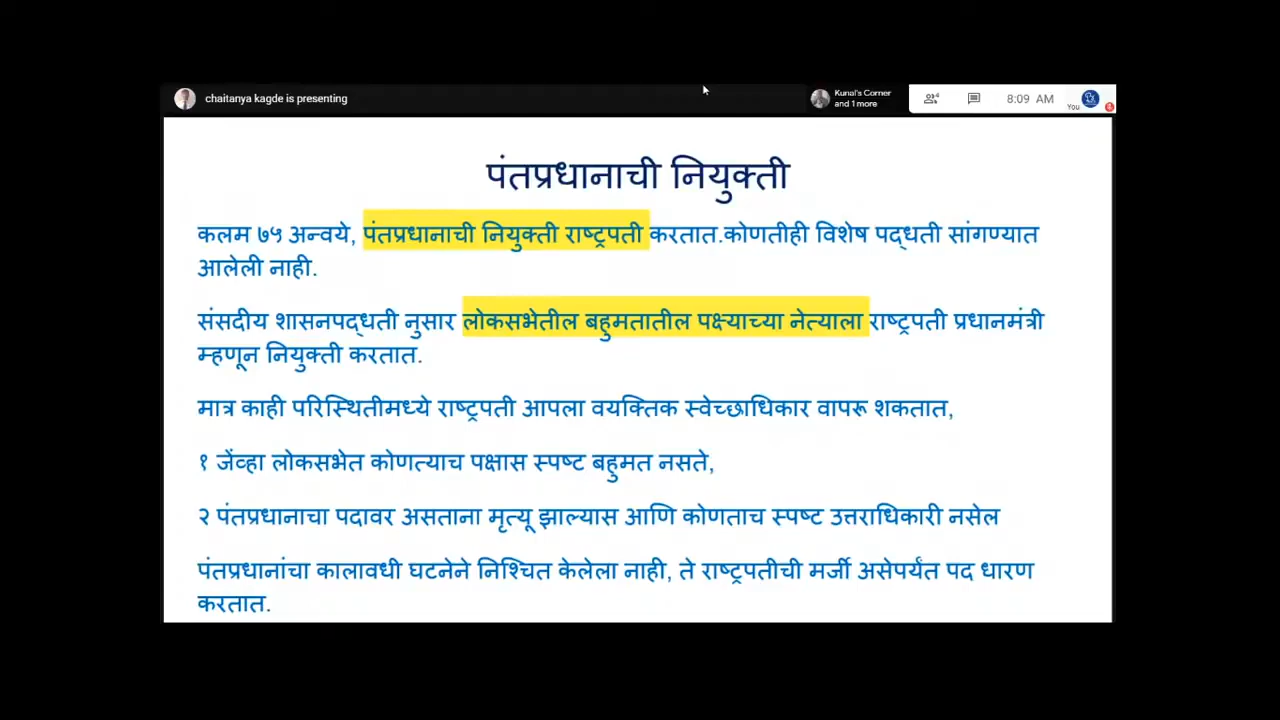 chaitanya kagde is presenting
Kunal's Corner
and 1 more
4
8:09 AM
You
पंतप्रधानाची नियुक्ती
कलम ७५ अन्वये, पंतप्रधानाची नियुक्ती राष्ट्रपती करतात.कोणतीही विशेष पद्धती सांगण्यात
आलेली नाही.
संसदीय शासनपद्धती नुसार लोकसभेतील बहुमतातील पक्ष्याच्या नेत्याला राष्ट्रपती प्रधानमंत्री
म्हणून नियुक्ती करतात.
मात्र काही परिस्थितीमध्ये राष्ट्रपती आपला वयक्तिक स्वेच्छाधिकार वापरू शकतात,
१ जेंव्हा लोकसभेत कोणत्याच पक्षास स्पष्ट बहुमत नसते,
२ पंतप्रधानाचा पदावर असताना मृत्यू झाल्यास आणि कोणताच स्पष्ट उत्तराधिकारी नसेल
पंतप्रधानांचा कालावधी घटनेने निश्चित केलेला नाही, ते राष्ट्रपतीची मर्जी असेपर्यंत पद धारण
करतात.